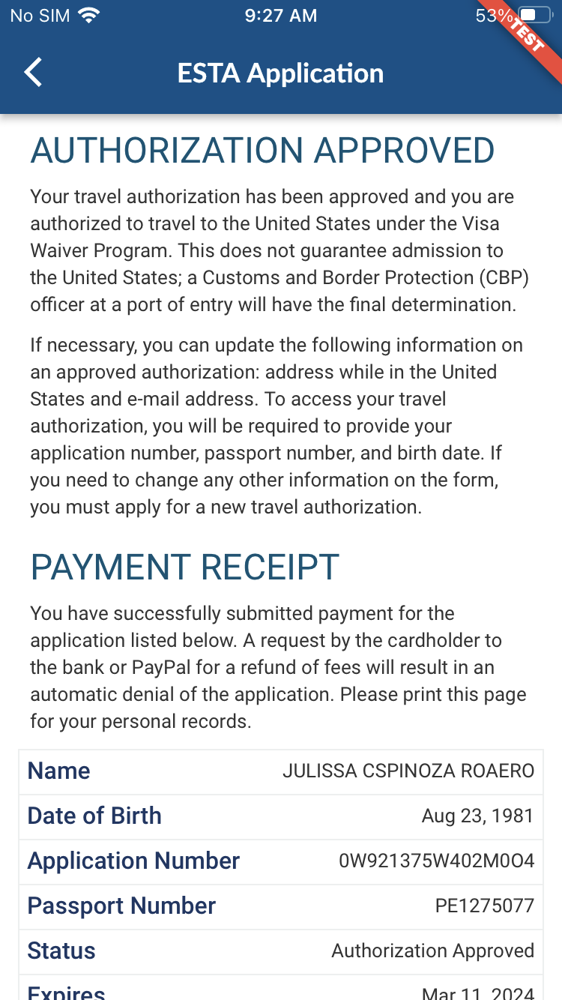 No SIM 9:27 AM 53%
TEST
ESTA Application
AUTHORIZATION APPROVED
Your travel authorization has been approved and you are
authorized to travel to the United States under the Visa
Waiver Program. This does not guarantee admission to
the United States; a Customs and Border Protection (CBP)
officer at a port of entry will have the final determination.
If necessary, you can update the following information on
an approved authorization: address while in the United
States and e-mail address. To access your travel
authorization, you will be required to provide your
application number, passport number, and birth date. If
you need to change any other information on the form,
you must apply for a new travel authorization.
PAYMENT RECEIPT
You have successfully submitted payment for the
application listed below. A request by the cardholder to
the bank or PayPal for a refund of fees will result in an
automatic denial of the application. Please print this page
for your personal records.
Name JULISSA CSPINOZA ROAERO
Date of Birth Aug 23, 1981
Application Number 0W921375W402M0O4
Passport Number PE1275077
Status Authorization Approved
Expires Mar 11, 2024